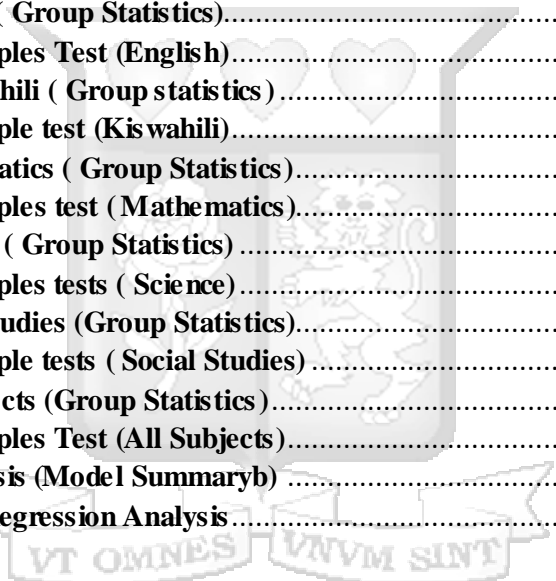 ( Group Statistics)
ples Test (English)
hili ( Group statistics )
ple test (Kiswahili)
atics ( Group Statistics)
ples test ( Mathematics)
( Group Statistics)
ples tests ( Science)
udies (Group Statistics)
ple tests ( Social Studies)
cts (Group Statistics )
ples Test (All Subjects)
sis (Model Summaryb)
egression Analysis
VT OMNES VNVM SINT